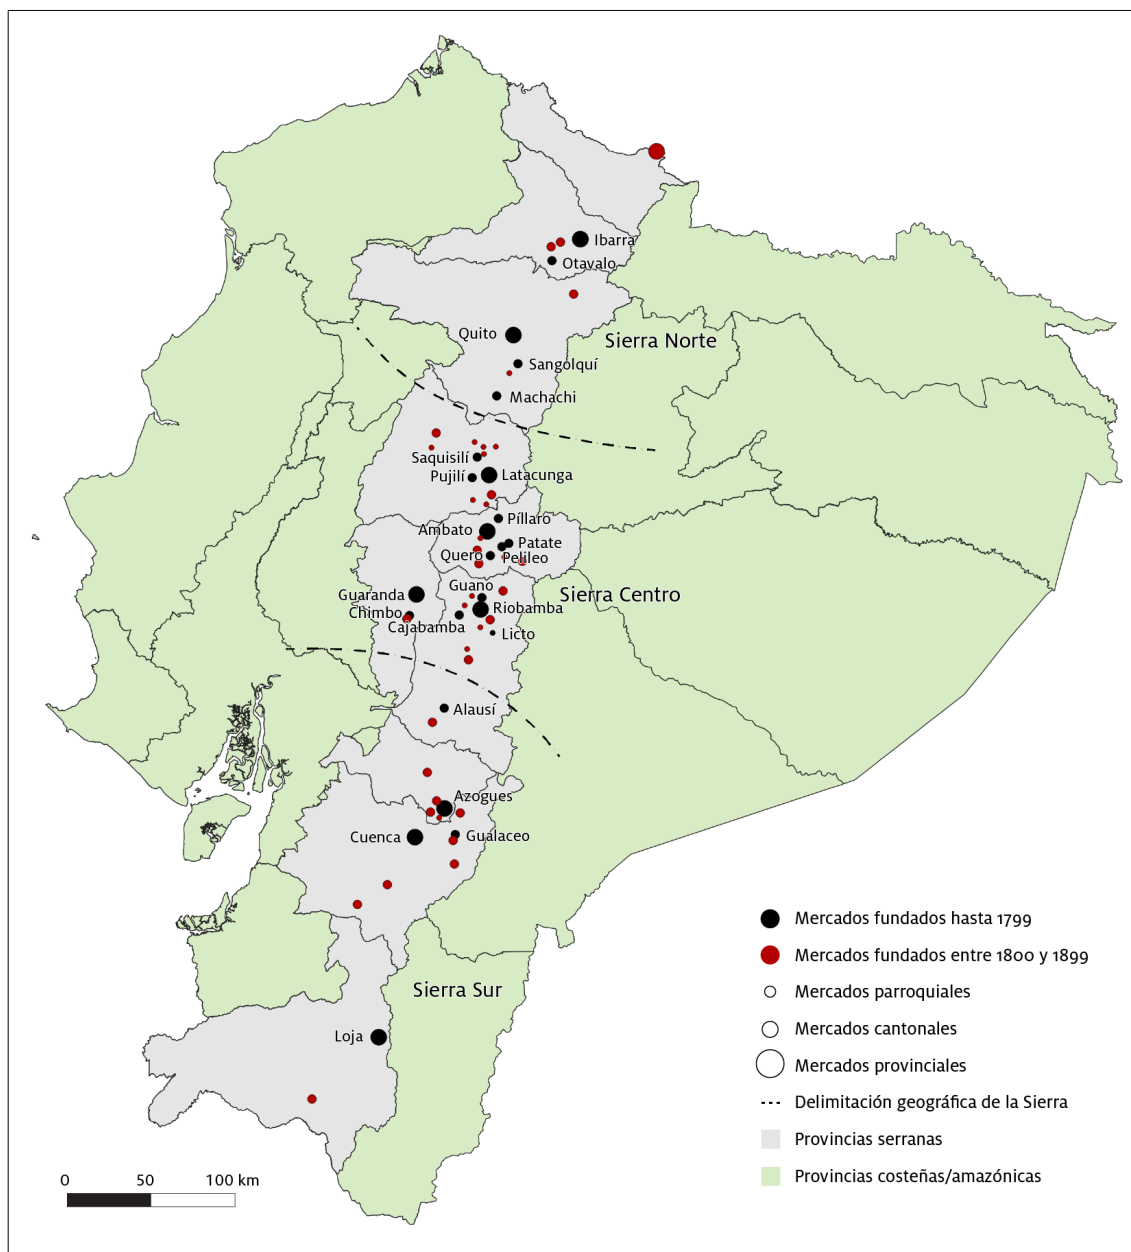 Ibarra
Otavalo
Quito
Sierra Norte
Sangolquí
Machachi
Saquisilí
Pujilí
Latacunga
Píllaro
Ambato
Patate
Quero
Pelileo
Guano
Guaranda
Sierra Centro
Riobamba
Chimbo
Cajabamba
Licto
Alausí
Azogues
Cuenca
Gualaceo
Mercados fundados hasta 1799
Mercados fundados entre 1800 y 1899
Sierra Sur
Mercados parroquiales
Mercados cantonales
Loja
Mercados provinciales
Delimitación geográfica de la Sierra
Provincias serranas
Provincias costeñas/amazónicas
0 50 100 km